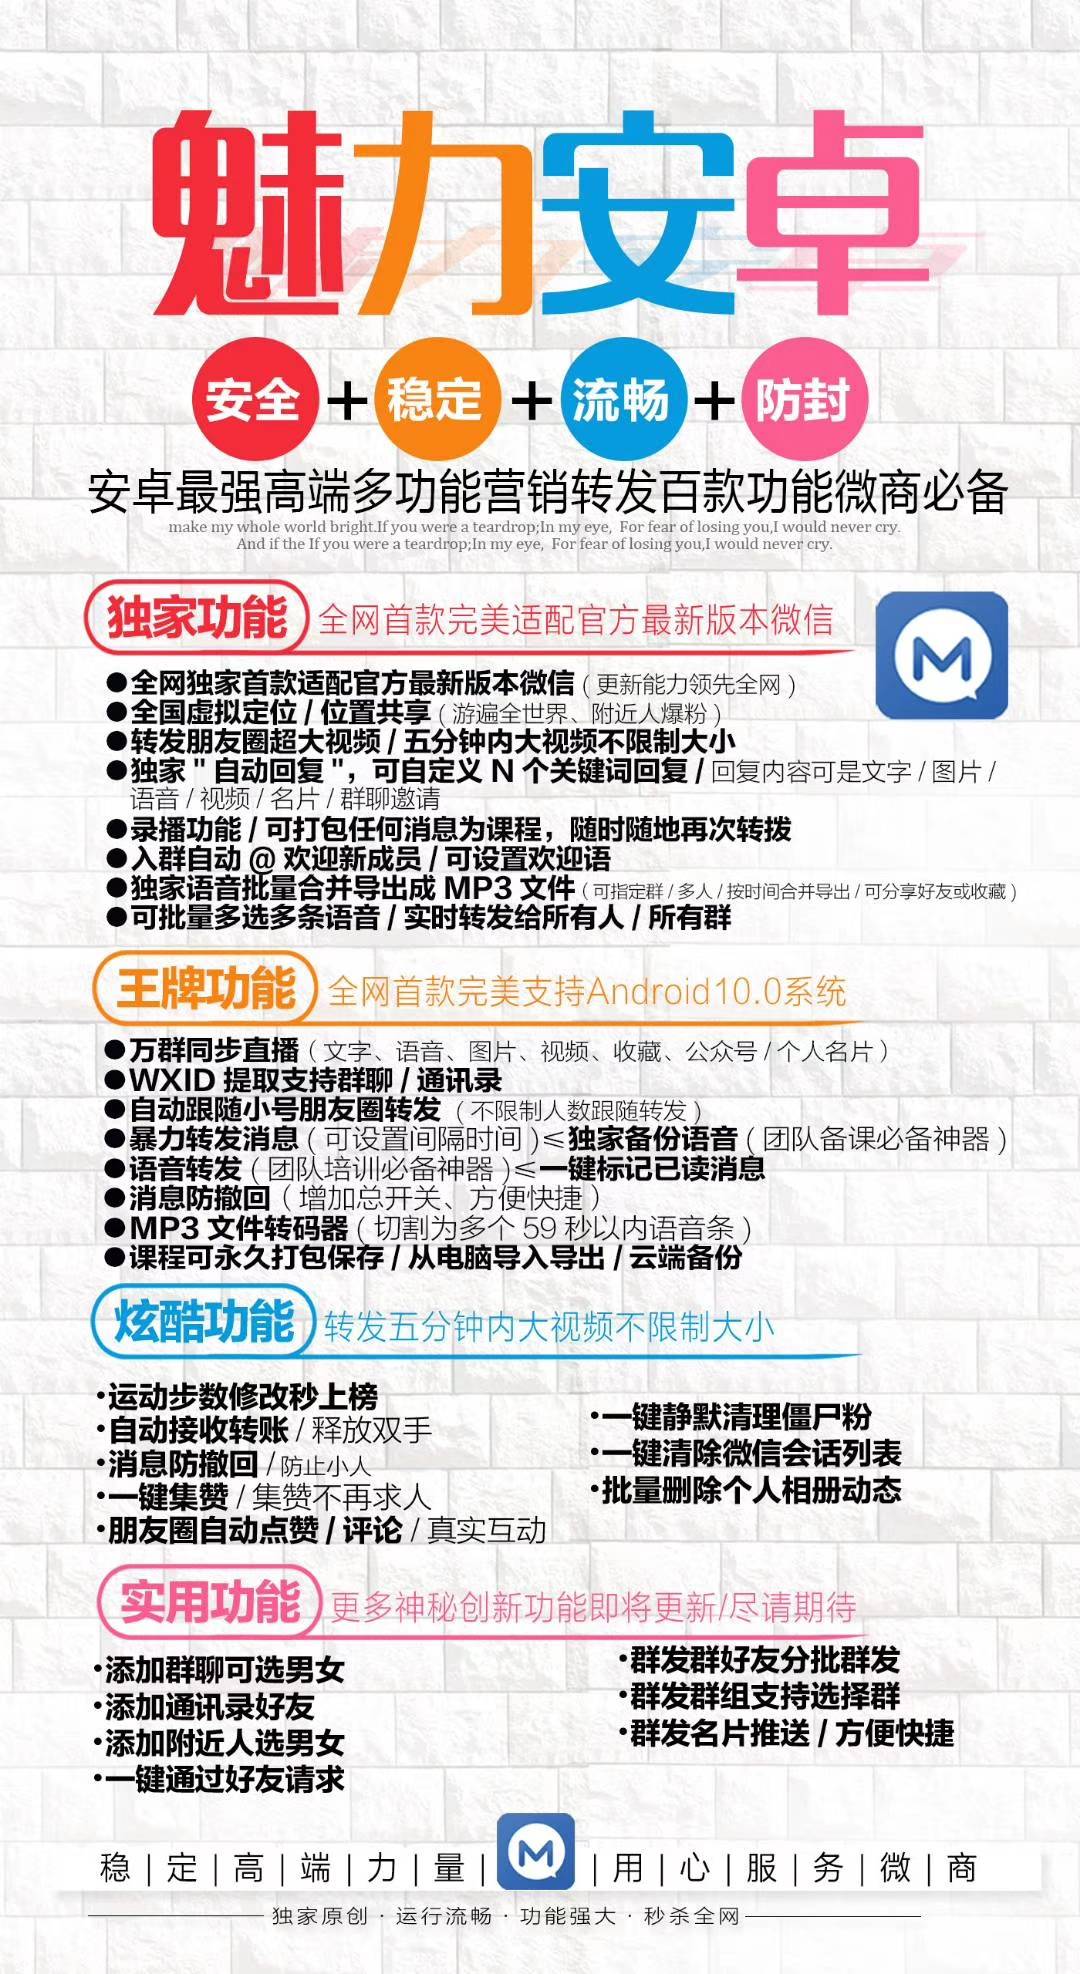 魅力安卓
安全+稳定+流畅+防封
安卓最强高端多功能营销转发百款功能微商必备
make my whole world bright.If you were a teardrop;In my eye, For fear of losing you,I would never cry.
And if the If you were a teardrop;In my eye, For fear of losing you,I would never cry.
独家功能 全网首款完美适配官方最新版本微信
●全网独家首款适配官方最新版本微信(更新能力领先全网)
●全国虚拟定位/位置共享(游遍全世界、附近人爆粉)
●转发朋友圈超大视频/五分钟内大视频不限制大小
●独家"自动回复",可自定义N个关键词回复/回复内容可是文字/图片/
语音/视频/名片/群聊邀请
●录播功能/可打包任何消息为课程,随时随地再次转拨
●入群自动@欢迎新成员/可设置欢迎语
●独家语音批量合并导出成MP3文件(可指定群/多人/按时间合并导出/可分享好友或收藏)
●可批量多选多条语音/实时转发给所有人/所有群
王牌功能 全网首款完美支持Android10.0系统
●万群同步直播(文字、语音、图片、视频、收藏、公众号/个人名片)
●WXID提取支持群聊/通讯录
●自动跟随小号朋友圈转发(不限制人数跟随转发)
●暴力转发消息(可设置间隔时间)≤独家备份语音(团队备课必备神器)
●语音转发(团队培训必备神器)≤一键标记已读消息
●消息防撤回(增加总开关、方便快捷)
●MP3文件转码器(切割为多个59秒以内语音条)
●课程可永久打包保存/从电脑导入导出/云端备份
炫酷功能 转发五分钟内大视频不限制大小
·运动步数修改秒上榜
·自动接收转账/释放双手
·消息防撤回/防止小人
·一键集赞/集赞不再求人
·朋友圈自动点赞/评论/真实互动
·一键静默清理僵尸粉
·一键清除微信会话列表
·批量删除个人相册动态
实用功能 更多神秘创新功能即将更新/尽请期待
·添加群聊可选男女
·添加通讯录好友
·添加附近人选男女
·一键通过好友请求
·群发群好友分批群发
·群发群组支持选择群
·群发名片推送/方便快捷
稳|定|高|端|力|量| M |用|心|服|务|微|商
独家原创·运行流畅·功能强大·秒杀全网